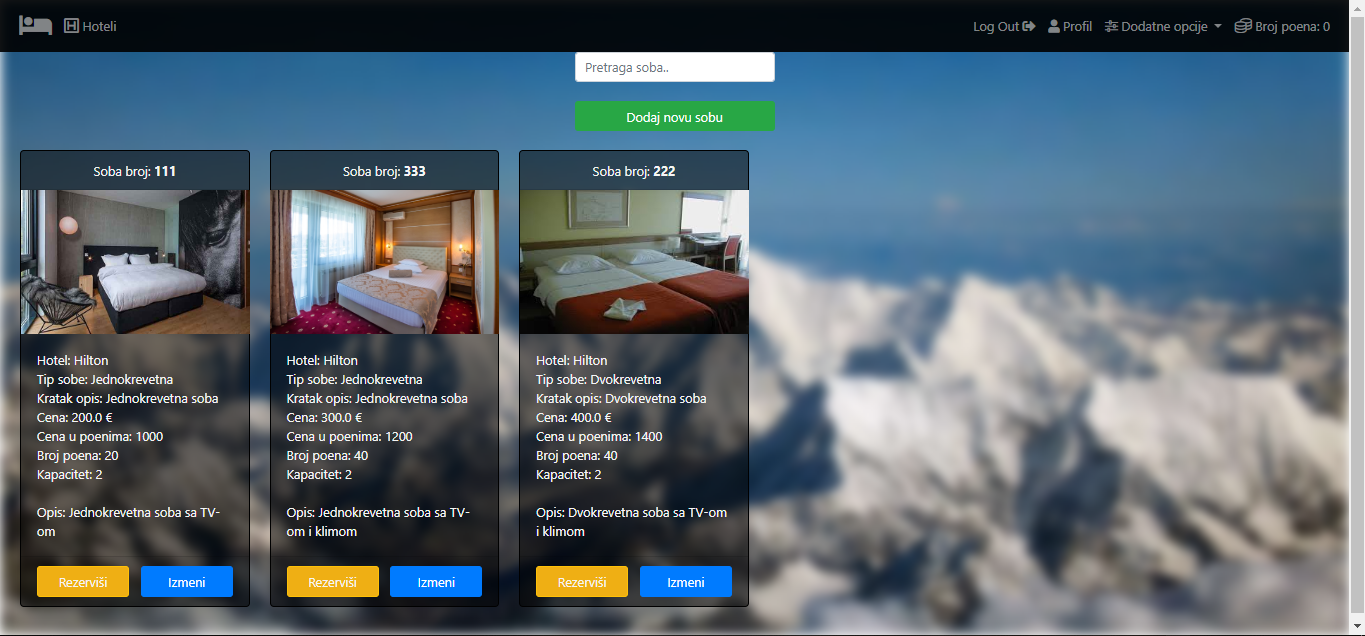 Hoteli
Log Out
Profil
Dodatne opcije
Broj poena: 0
Pretraga soba..
Dodaj novu sobu
Soba broj: 111
Hotel: Hilton
Tip sobe: Jednokrevetna
Kratak opis: Jednokrevetna soba
Cena: 200.0 €
Cena u poenima: 1000
Broj poena: 20
Kapacitet: 2
Opis: Jednokrevetna soba sa TV-
om
Rezerviši
Izmeni
Soba broj: 333
Hotel: Hilton
Tip sobe: Jednokrevetna
Kratak opis: Jednokrevetna soba
Cena: 300.0 €
Cena u poenima: 1200
Broj poena: 40
Kapacitet: 2
Opis: Jednokrevetna soba sa TV-
om i klimom
Rezerviši
Izmeni
Soba broj: 222
Hotel: Hilton
Tip sobe: Dvokrevetna
Kratak opis: Dvokrevetna soba
Cena: 400.0 €
Cena u poenima: 1400
Broj poena: 40
Kapacitet: 2
Opis: Dvokrevetna soba sa TV-om
i klimom
Rezerviši
Izmeni